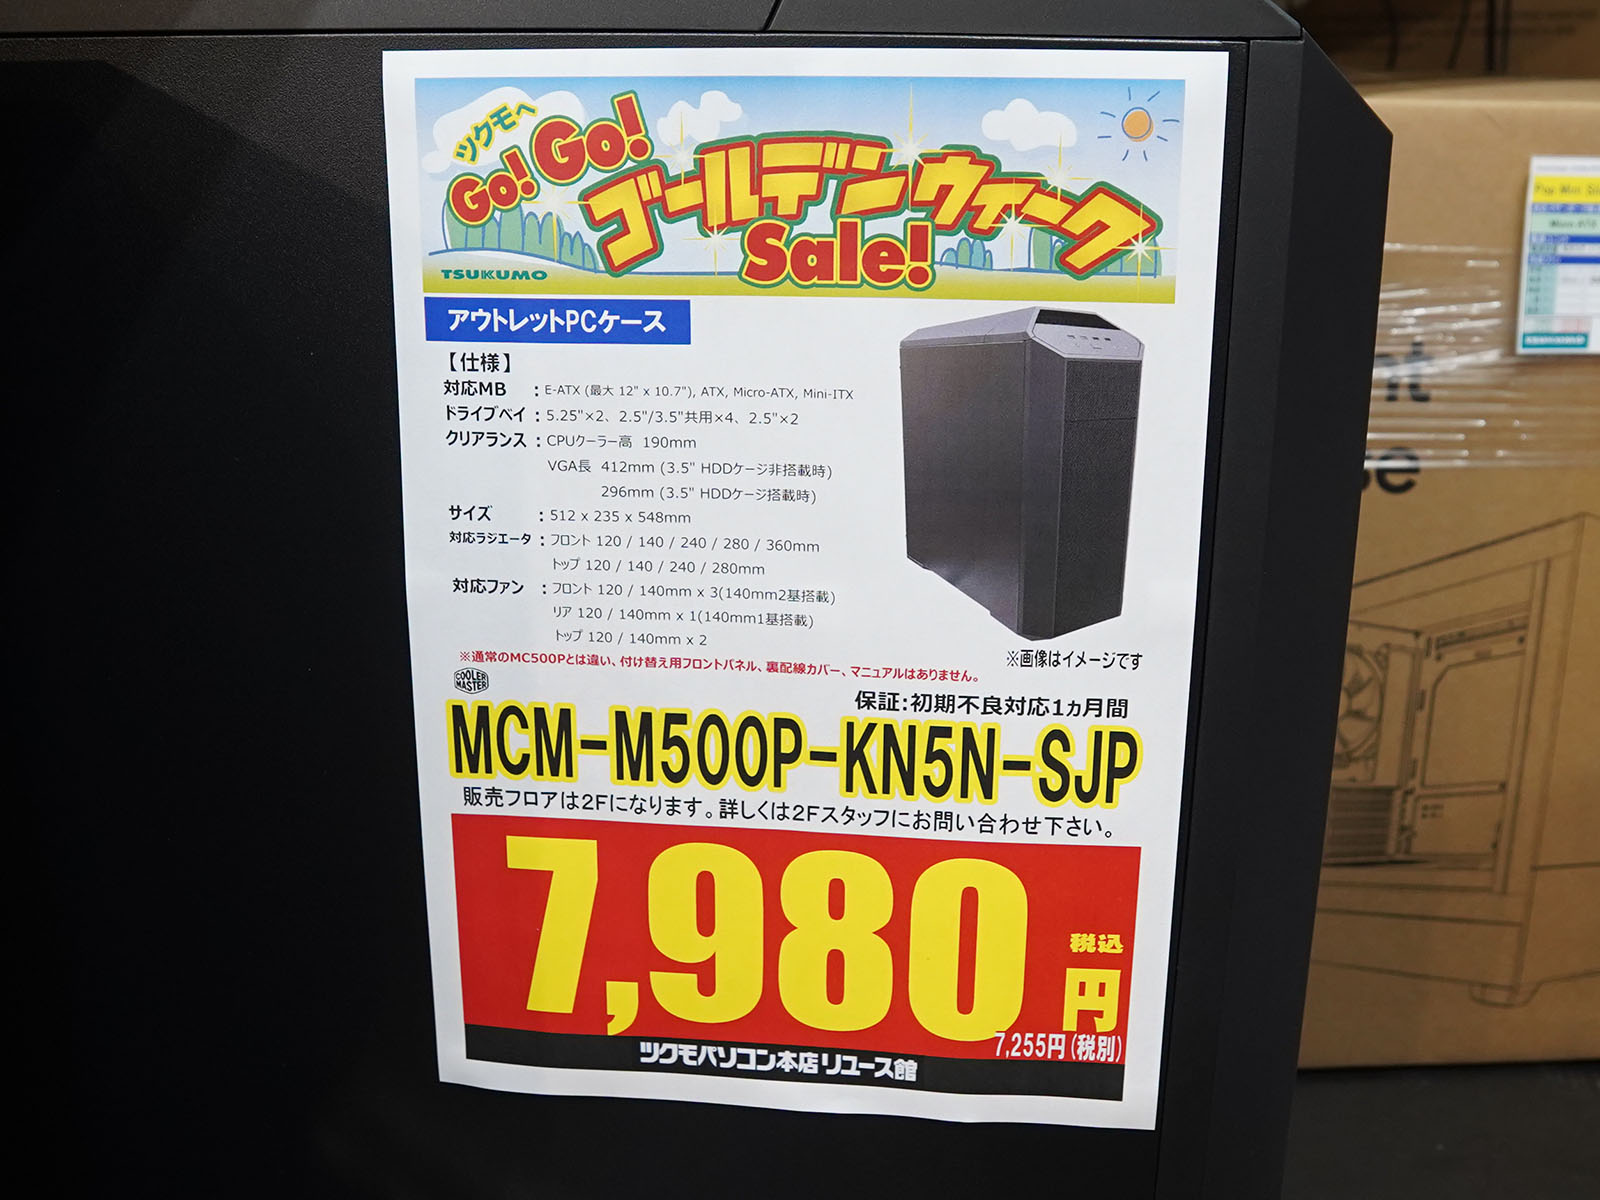 ツクモへ
Go! Go!
ゴールデンウィーク
Sale!
TSUKUMO
アウトレットPCケース
【仕様】
対応MB : E-ATX (最大 12" x 10.7"), ATX, Micro-ATX, Mini-ITX
ドライブベイ : 5.25"×2、2.5"/3.5"共用×4、2.5"×2
クリアランス : CPUクーラー高 190mm
VGA長 412mm (3.5" HDDケージ非搭載時)
296mm (3.5" HDDケージ搭載時)
サイズ : 512 x 235 x 548mm
対応ラジエータ : フロント 120 / 140 / 240 / 280 / 360mm
トップ 120 / 140 / 240 / 280mm
対応ファン : フロント 120 / 140mm x 3(140mm2基搭載)
リア 120 / 140mm x 1(140mm1基搭載)
トップ 120 / 140mm x 2
※画像はイメージです
※通常のMC500Pとは違い、付け替え用フロントパネル、裏配線カバー、マニュアルはありません。
COOLER MASTER
保証:初期不良対応1ヵ月間
MCM-M500P-KN5N-SJP
販売フロアは2Fになります。詳しくは2Fスタッフにお問い合わせ下さい。
7,980円 税込
7,255円(税別)
ツクモパソコン本店リユース館